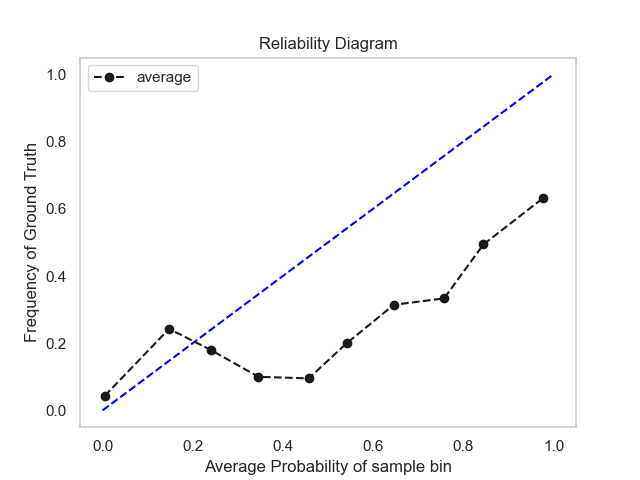 Reliability Diagram
average
Frequency of Ground Truth
1.0
0.8
0.6
0.4
0.2
0.0
0.0 0.2 0.4 0.6 0.8 1.0
Average Probability of sample bin